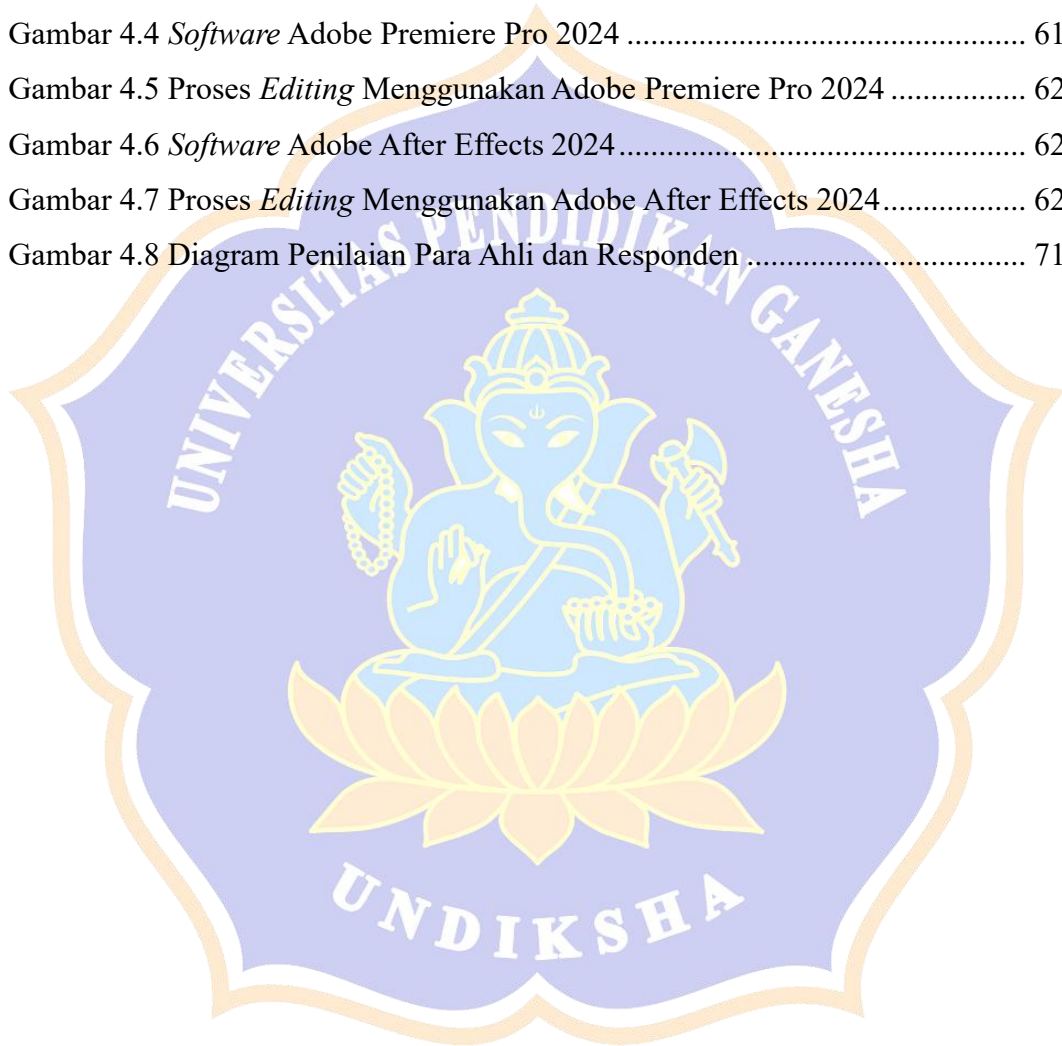 Gambar 4.4 Software Adobe Premiere Pro 2024 ............................................................ 61
Gambar 4.5 Proses Editing Menggunakan Adobe Premiere Pro 2024 ................ 62
Gambar 4.6 Software Adobe After Effects 2024 ............................................................ 62
Gambar 4.7 Proses Editing Menggunakan Adobe After Effects 2024 ................. 62
Gambar 4.8 Diagram Penilaian Para Ahli dan Responden ................................. 71
UNIVERSITAS PENDIDIKAN GANESHA
UNDIKSHA